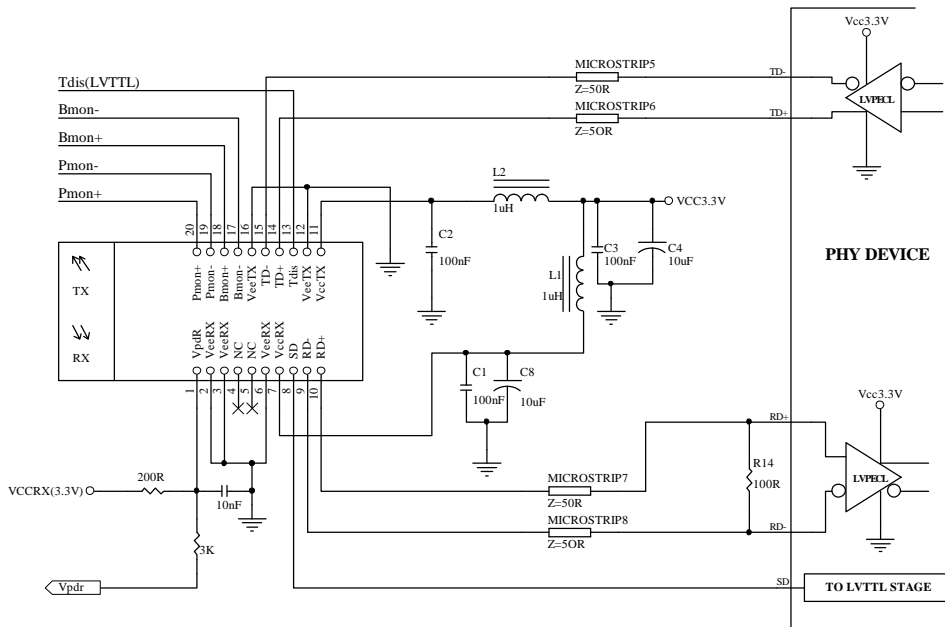 Vcc3.3V
Tdis(LVTTL)
Bmon-
Bmon+
Pmon-
Pmon+
MICROSTRIP5
Z=50R
TD-
MICROSTRIP6
Z=5OR
TD+
LVPECL
L2
1uH
VCC3.3V
C2
100nF
C3
100nF
C4
10uF
L1
1uH
PHY DEVICE
20
19
18
17
16
15
14
13
12
11
Pmon+
Pmon-
Bmon+
Bmon-
VeeTX
TD-
TD+
Tdis
VeeTX
VccTX
TX
RX
VpdR
VeeRX
VeeRX
NC
NC
VeeRX
VccRX
SD
RD-
RD+
1
2
3
4
5
6
7
8
9
10
C1
100nF
C8
10uF
Vcc3.3V
RD+
R14
100R
LVPECL
MICROSTRIP7
Z=50R
MICROSTRIP8
Z=5OR
RD-
VCCRX(3.3V)
200R
10nF
3K
Vpdr
SD
TO LVTTL STAGE